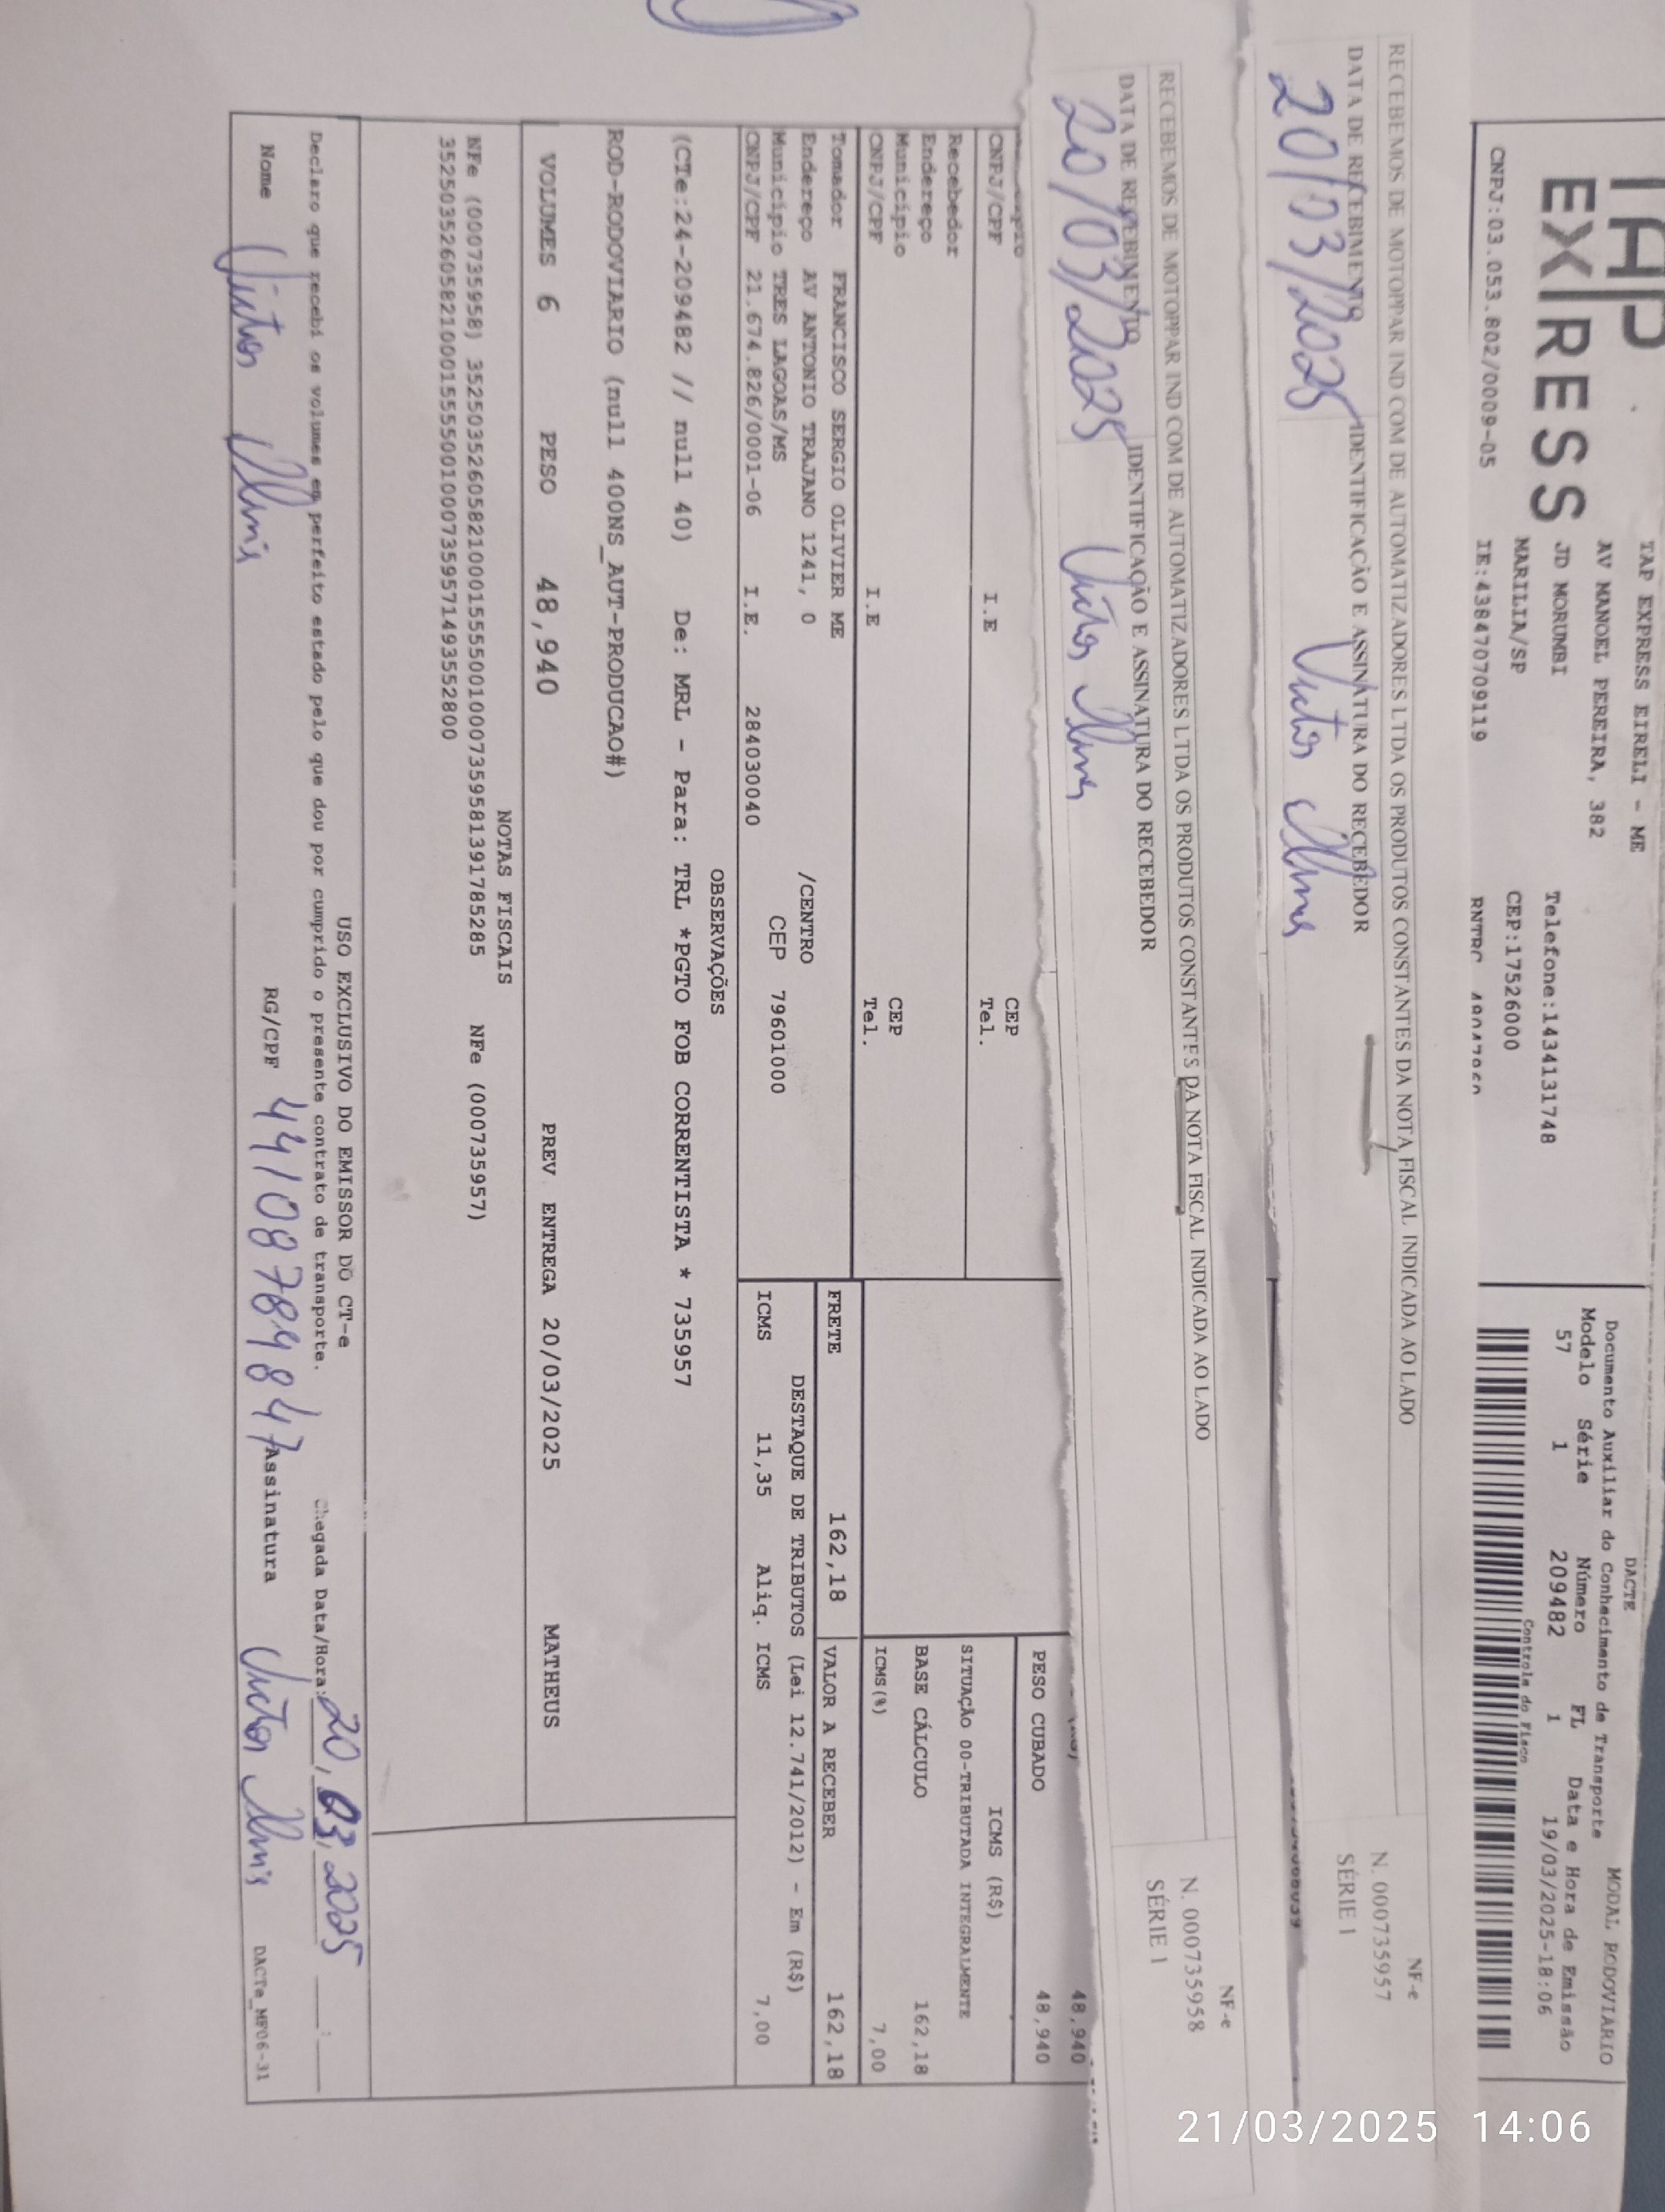 TAP
EXPRESS
CNPJ:03.053.802/0009-05
TAP EXPRESS EIRELI - ME
AV MANOEL PEREIRA, 382
JD MORUMBI
MARILIA/SP
IE:438470709119
Telefone:1434131748
CEP:17526000
RNTRC
DACTE
Documento Auxiliar do Conhecimento de Transporte
MODAL RODOVIÁRIO
Modelo Série Número FL Data e Hora de Emissão
57 1 209482 1 19/03/2025-18:06
Controle do Fisco
RECEBEMOS DE MOTOPPAR IND COM DE AUTOMATIZADORES LTDA OS PRODUTOS CONSTANTES DA NOTA FISCAL INDICADA AO LADO
DATA DE RECEBIMENTO IDENTIFICAÇÃO E ASSINATURA DO RECEBEDOR
20/03/2025 Victor
NF-e
N. 000735957
SÉRIE 1
RECEBEMOS DE MOTOPPAR IND COM DE AUTOMATIZADORES LTDA OS PRODUTOS CONSTANTES DA NOTA FISCAL INDICADA AO LADO
DATA DE RECEBIMENTO IDENTIFICAÇÃO E ASSINATURA DO RECEBEDOR
20/03/2025 Victor
NF-e
N. 000735958
SÉRIE 1
48,940
CEP
CNPJ/CPF I.E Tel.
PESO CUBADO 48,940
Recebedor
Endereço
Município CEP
CNPJ/CPF I.E Tel.
ICMS (R$)
SITUAÇÃO 00-TRIBUTADA INTEGRALMENTE
BASE CÁLCULO 162,18
ICMS(%) 7,00
Tomador FRANCISCO SERGIO OLIVIER ME
Endereço AV ANTONIO TRAJANO 1241, 0 /CENTRO
Município TRES LAGOAS/MS CEP 79601000
CNPJ/CPF 21.674.826/0001-06 I.E. 284030040
FRETE 162,18 VALOR A RECEBER 162,18
DESTAQUE DE TRIBUTOS (Lei 12.741/2012) - Em (R$)
ICMS 11,35 Aliq. ICMS 7,00
OBSERVAÇÕES
(CTe:24-209482 // null 40) De: MRL - Para: TRL *PGTO FOB CORRENTISTA * 735957
ROD-RODOVIARIO (null 400NS_AUT-PRODUCAO#)
VOLUMES 6 PESO 48,940 PREV ENTREGA 20/03/2025 MATHEUS
NOTAS FISCAIS
NFe (000735958) 35250352605821000155550010007359581391785285 NFe (000735957)
35250352605821000155550010007359571493552800
USO EXCLUSIVO DO EMISSOR DO CT-e
Declaro que recebi os volumes em perfeito estado pelo que dou por cumprido o presente contrato de transporte. Chegada Data/Hora: 20,03,2025
Nome Victor RG/CPF 44108789847 Assinatura Victor DACTe_MF06-31
21/03/2025 14:06